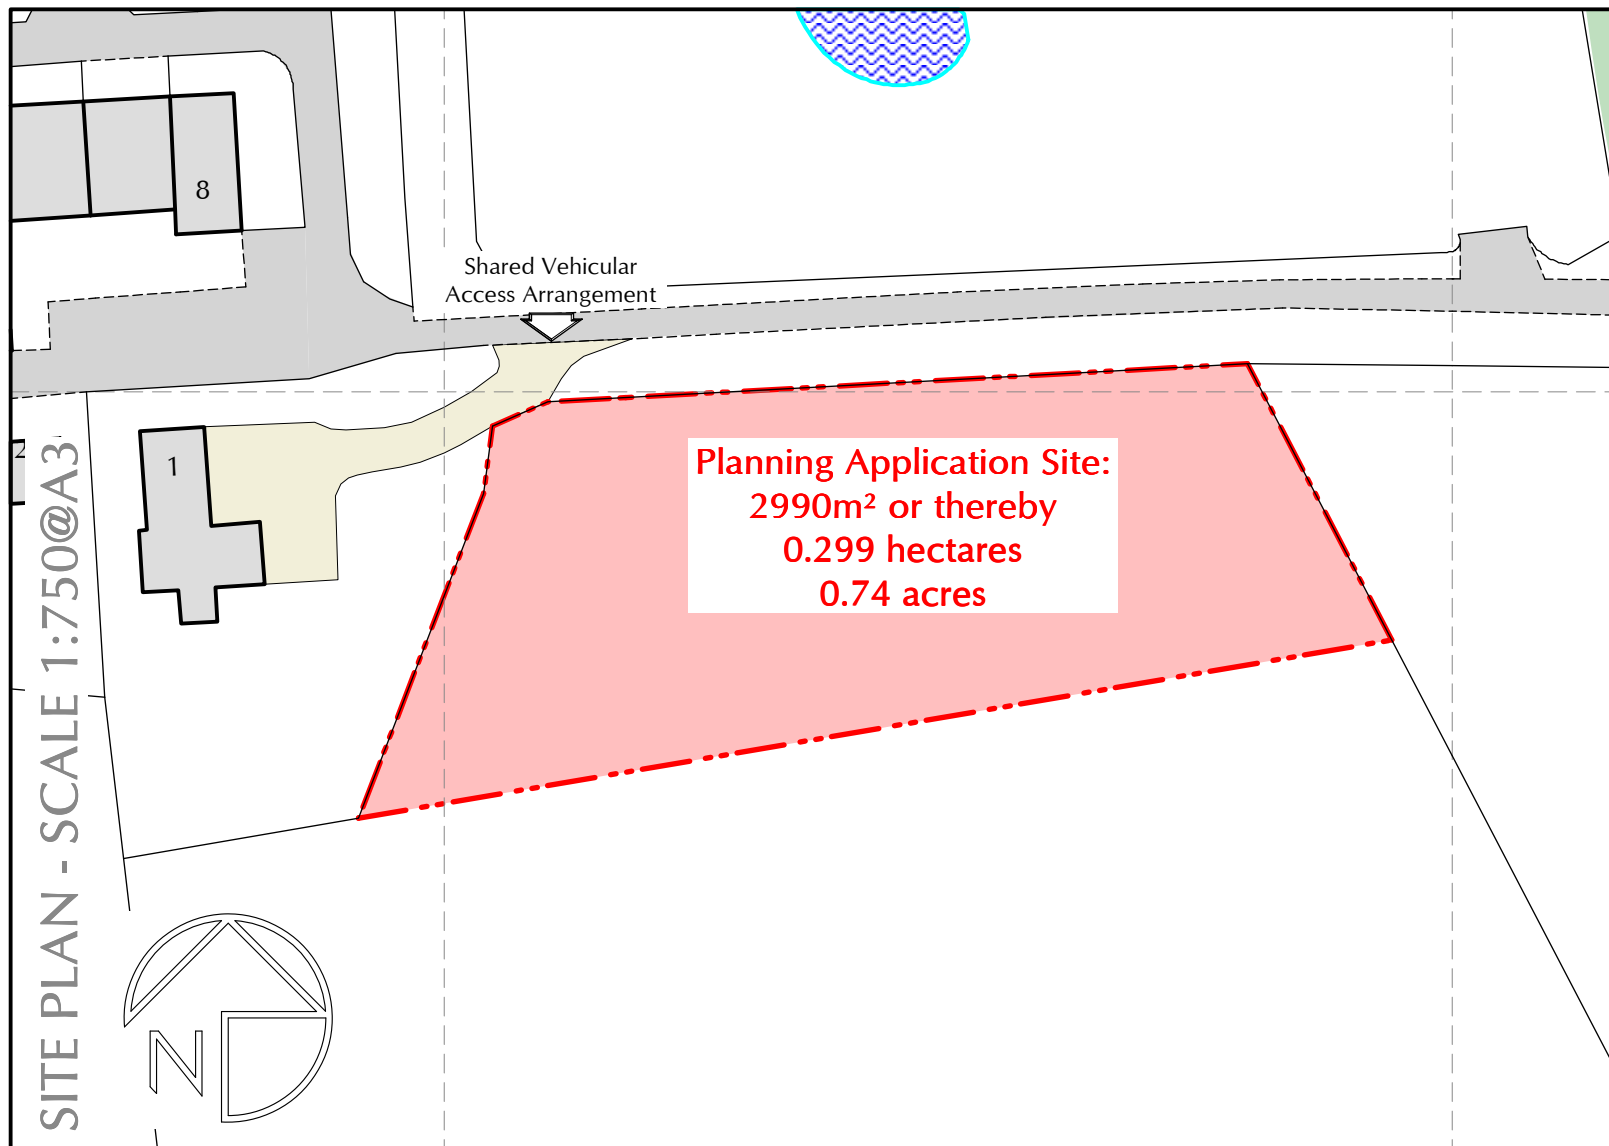 8
Shared Vehicular
Access Arrangement
1
2
Planning Application Site:
2990m² or thereby
0.299 hectares
0.74 acres
SITE PLAN - SCALE 1:750@A3
N